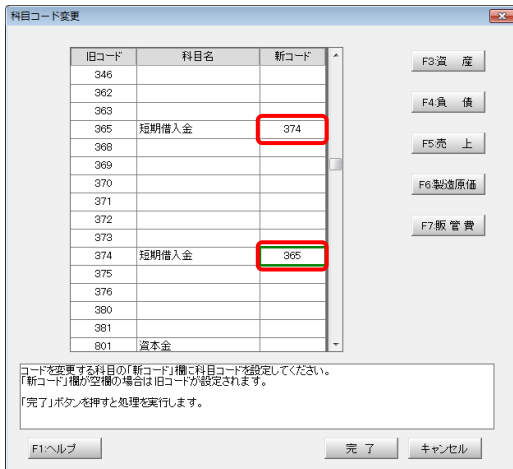 科目コード変更
旧コード 科目名 新コード
346
362
363
365 短期借入金 374
368
369
370
371
372
373
374 短期借入金 365
375
376
380
381
801 資本金
F3:資 産
F4:負 債
F5:売 上
F6:製造原価
F7:販 管 費
コードを変更する科目の「新コード」欄に科目コードを設定してください。
「新コード」欄が空欄の場合は旧コードが設定されます。
「完了」ボタンを押すと処理を実行します。
F1:ヘルプ 完 了 キャンセル